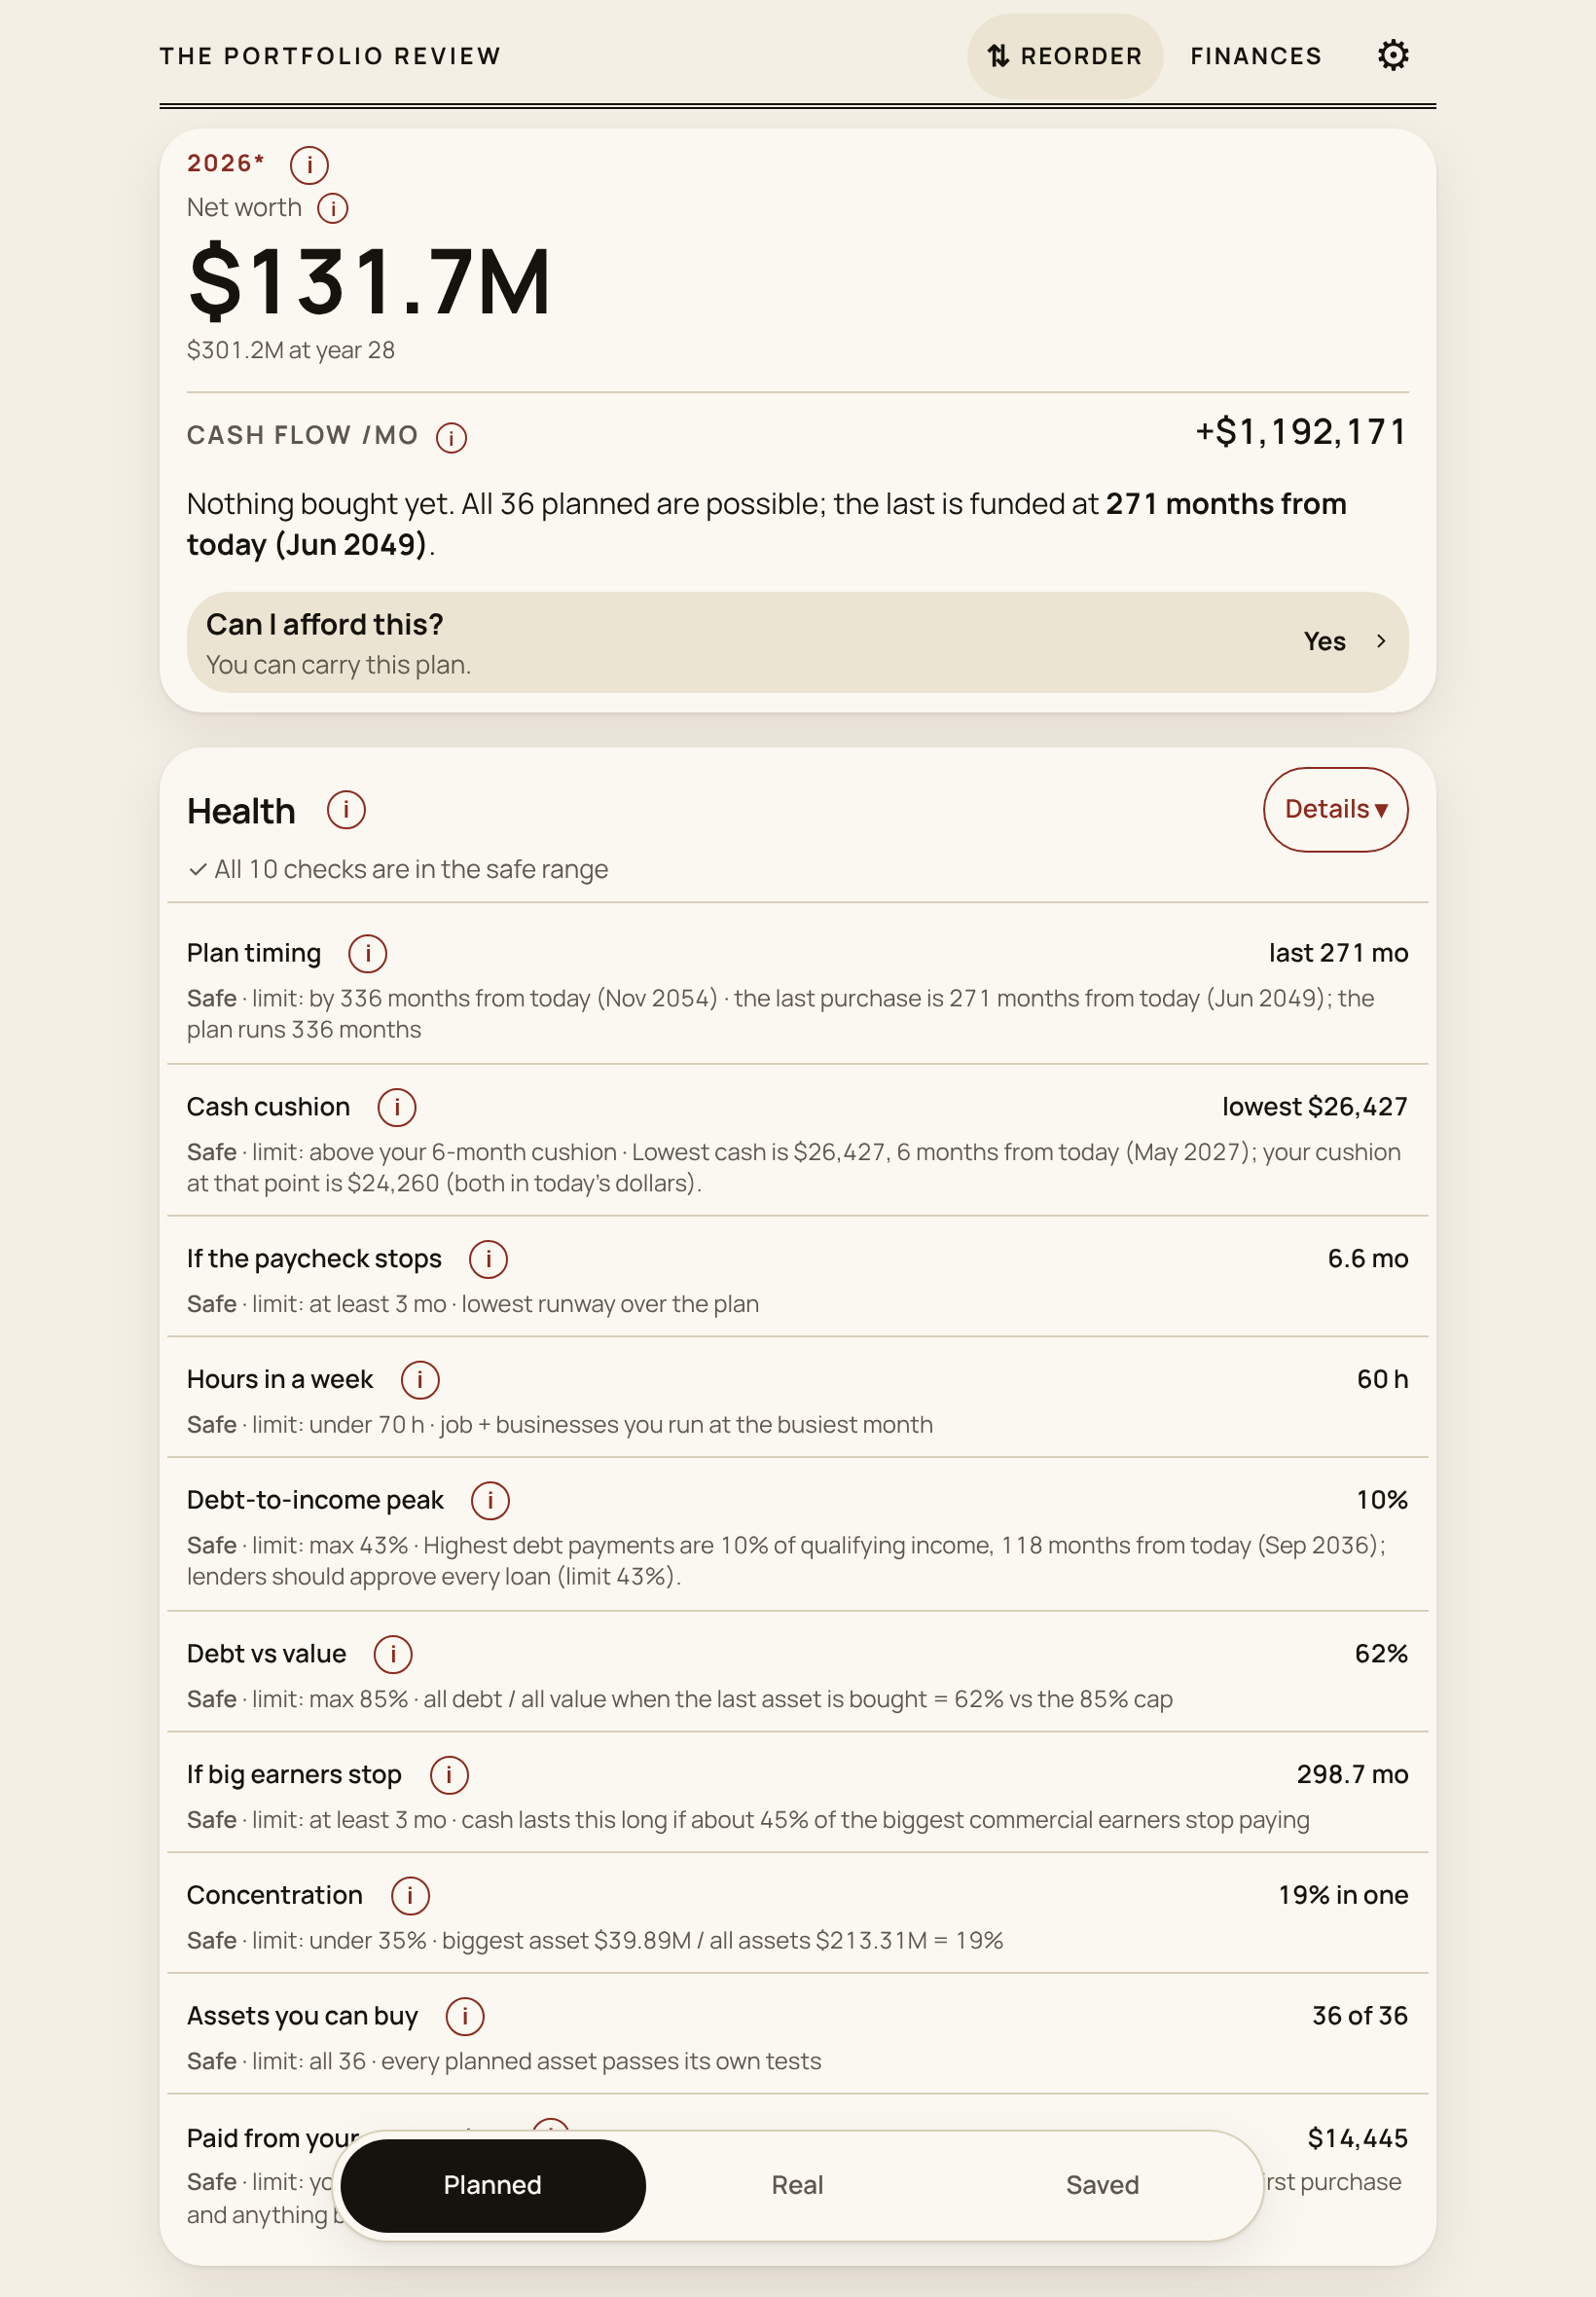 THE PORTFOLIO REVIEW
⇅ REORDER
FINANCES
⚙
2026* i
Net worth i
$131.7M
$301.2M at year 28
CASH FLOW /MO i
+$1,192,171
Nothing bought yet. All 36 planned are possible; the last is funded at 271 months from
today (Jun 2049).
Can I afford this?
You can carry this plan.
Yes >
Health i
Details ▾
✓ All 10 checks are in the safe range
Plan timing i
last 271 mo
Safe · limit: by 336 months from today (Nov 2054) · the last purchase is 271 months from today (Jun 2049); the
plan runs 336 months
Cash cushion i
lowest $26,427
Safe · limit: above your 6-month cushion · Lowest cash is $26,427, 6 months from today (May 2027); your cushion
at that point is $24,260 (both in today's dollars).
If the paycheck stops i
6.6 mo
Safe · limit: at least 3 mo · lowest runway over the plan
Hours in a week i
60 h
Safe · limit: under 70 h · job + businesses you run at the busiest month
Debt-to-income peak i
10%
Safe · limit: max 43% · Highest debt payments are 10% of qualifying income, 118 months from today (Sep 2036);
lenders should approve every loan (limit 43%).
Debt vs value i
62%
Safe · limit: max 85% · all debt / all value when the last asset is bought = 62% vs the 85% cap
If big earners stop i
298.7 mo
Safe · limit: at least 3 mo · cash lasts this long if about 45% of the biggest commercial earners stop paying
Concentration i
19% in one
Safe · limit: under 35% · biggest asset $39.89M / all assets $213.31M = 19%
Assets you can buy i
36 of 36
Safe · limit: all 36 · every planned asset passes its own tests
Paid from your
$14,445
Safe · limit:
purchase
and anything
Planned
Real
Saved